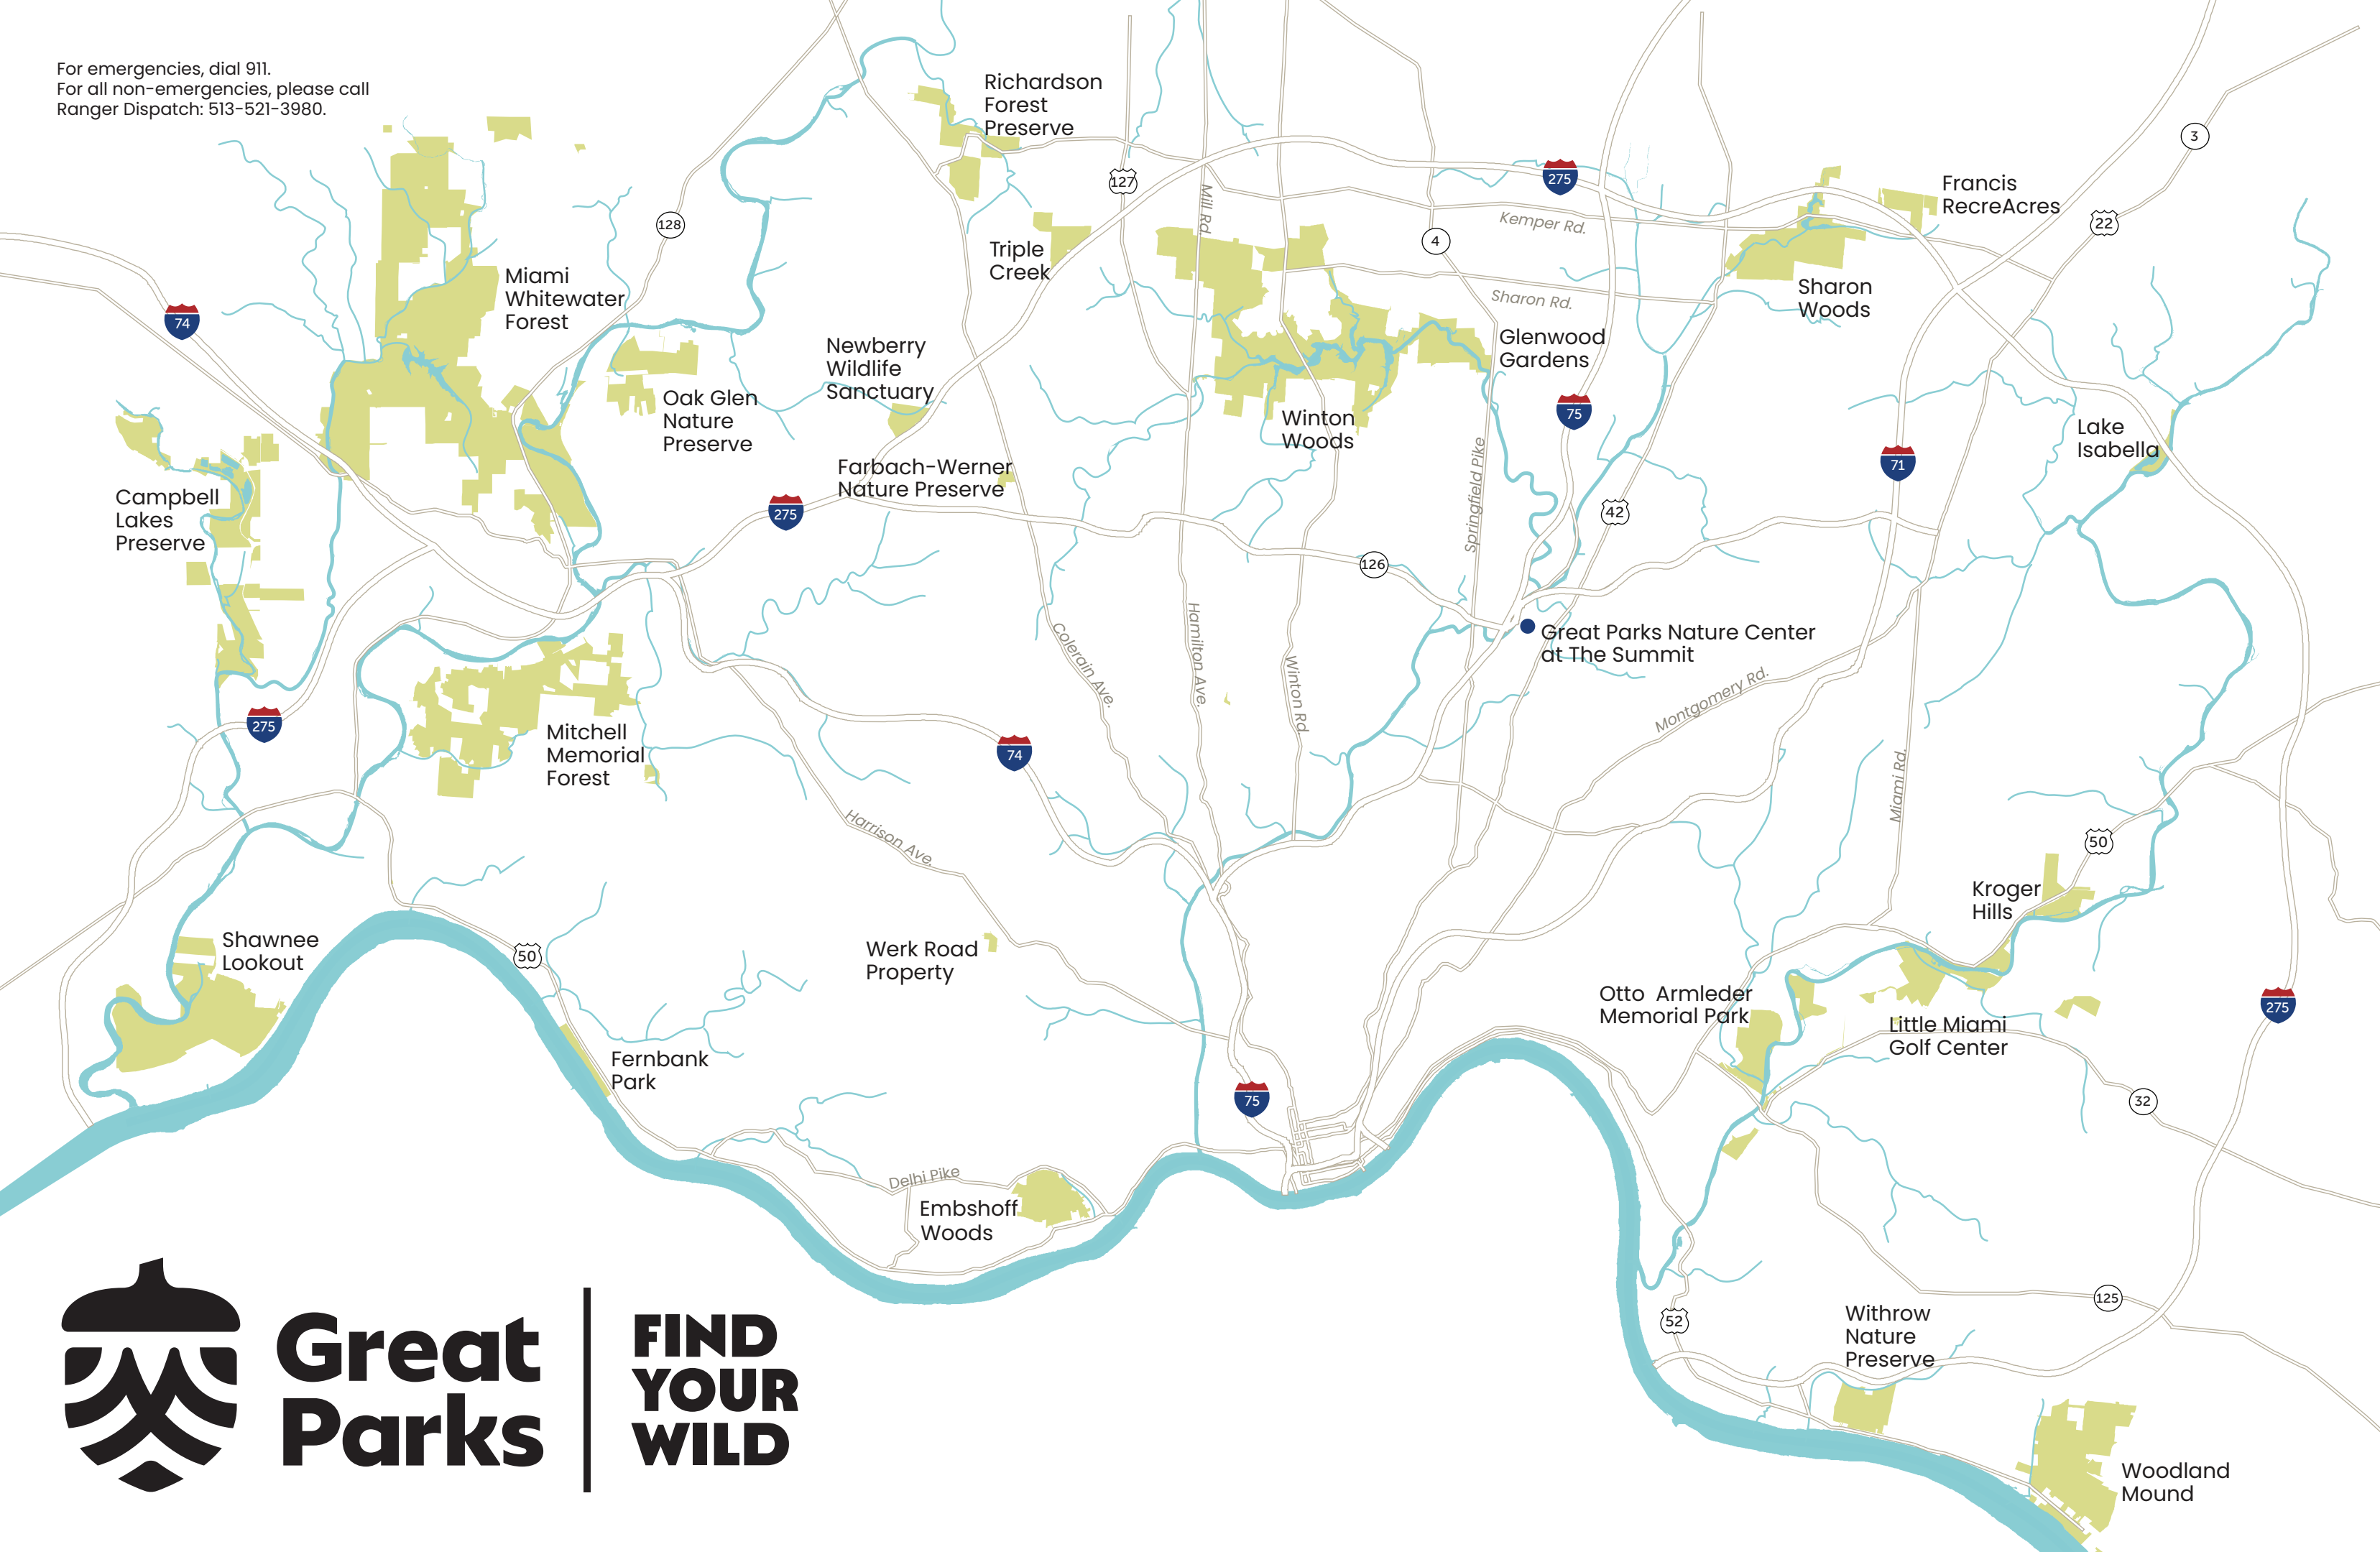 For emergencies, dial 911.
For all non-emergencies, please call
Ranger Dispatch: 513-521-3980.
Richardson
Forest
Preserve
3
127
275
Mill Rd.
Francis
RecreAcres
128
Kemper Rd.
22
4
Triple
Creek
Miami
Whitewater
Forest
Sharon
Woods
Sharon Rd.
74
Glenwood
Gardens
Newberry
Wildlife
Sanctuary
Oak Glen
Nature
Preserve
75
Winton
Woods
Lake
Isabella
71
Farbach-Werner
Nature Preserve
Springfield Pike
Campbell
Lakes
Preserve
275
42
126
Great Parks Nature Center
at The Summit
Colerain Ave.
Hamilton Ave.
Winton Rd.
Montgomery Rd.
275
Mitchell
Memorial
Forest
74
Miami Rd.
Harrison Ave.
50
Kroger
Hills
Shawnee
Lookout
50
Werk Road
Property
Otto Armleder
Memorial Park
275
Little Miami
Golf Center
Fernbank
Park
75
32
Delhi Pike
Embshoff
Woods
125
52
Withrow
Nature
Preserve
Woodland
Mound
Great
Parks
FIND
YOUR
WILD